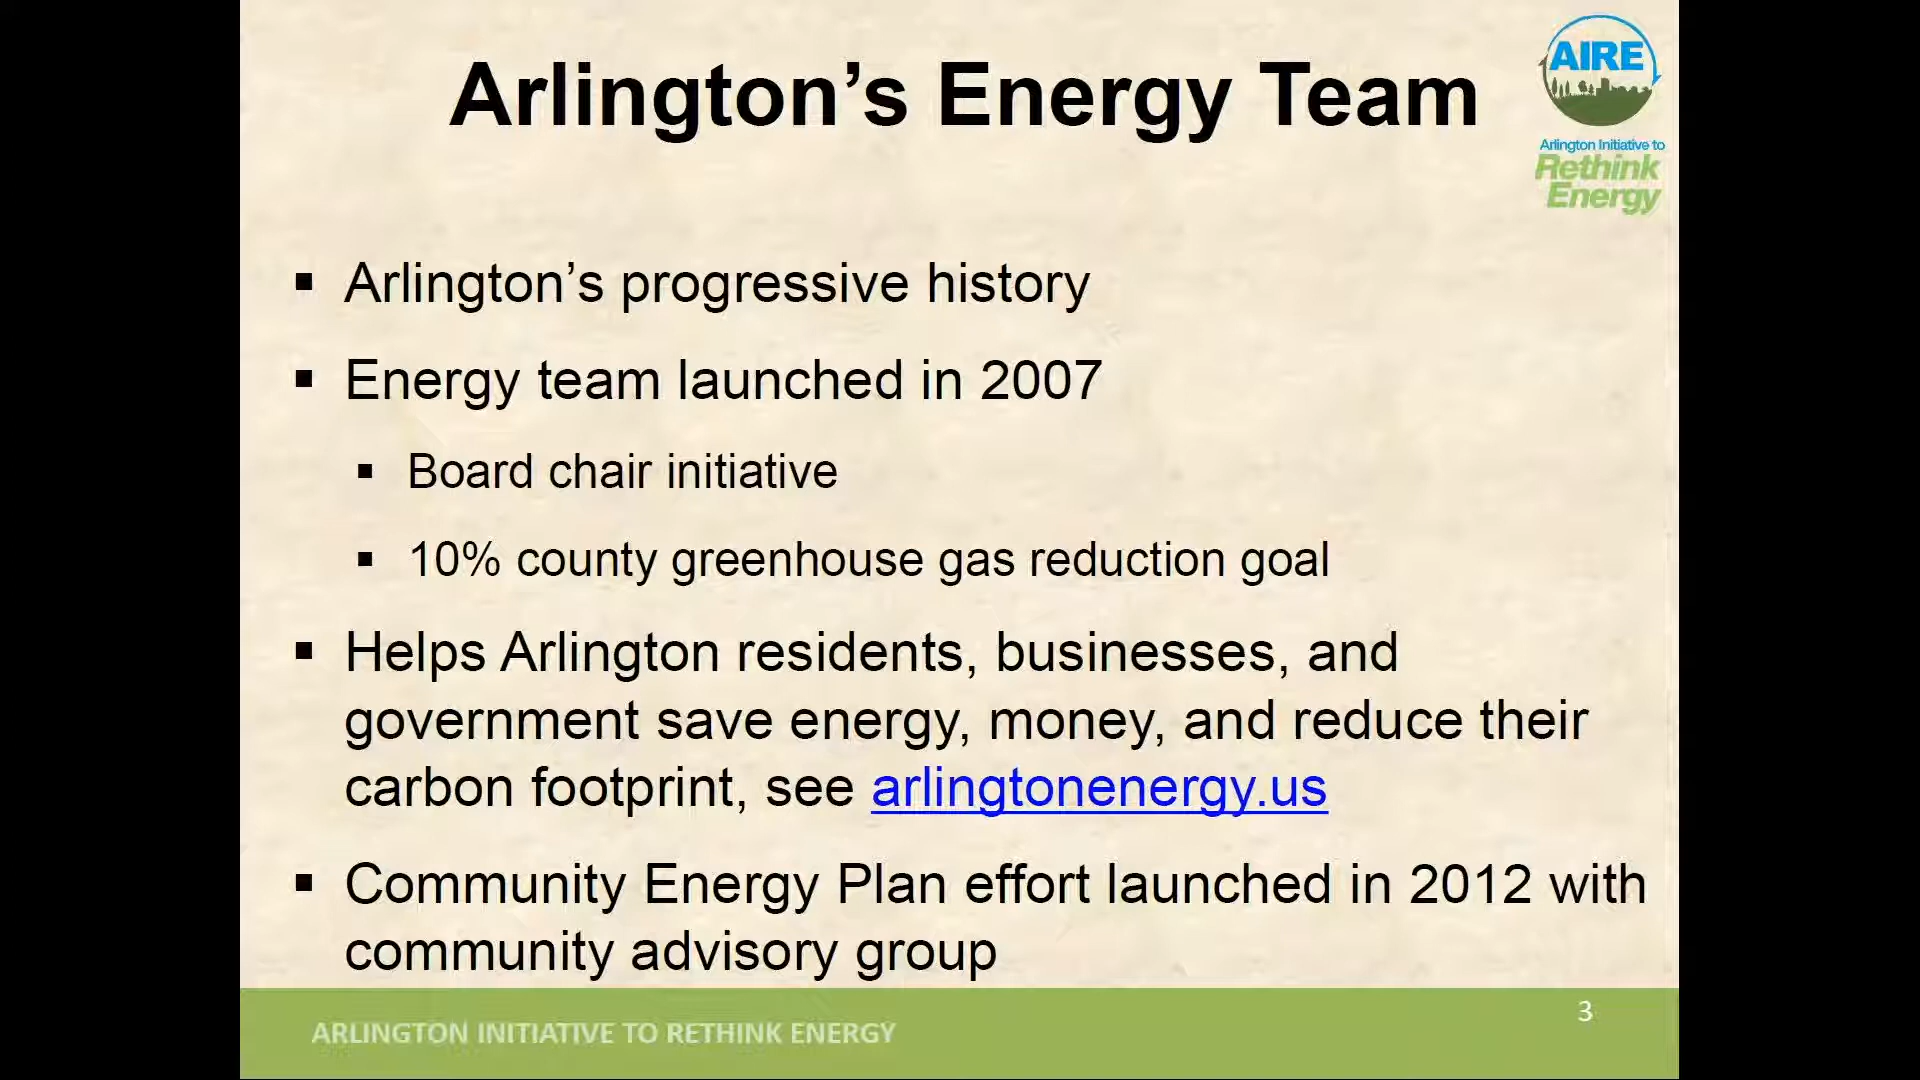 Arlington’s Energy Team
AIRE
Arlington Initiative to
Rethink
Energy
▪ Arlington’s progressive history
▪ Energy team launched in 2007
▪ Board chair initiative
▪ 10% county greenhouse gas reduction goal
▪ Helps Arlington residents, businesses, and
government save energy, money, and reduce their
carbon footprint, see arlingtonenergy.us
▪ Community Energy Plan effort launched in 2012 with
community advisory group
3
ARLINGTON INITIATIVE TO RETHINK ENERGY